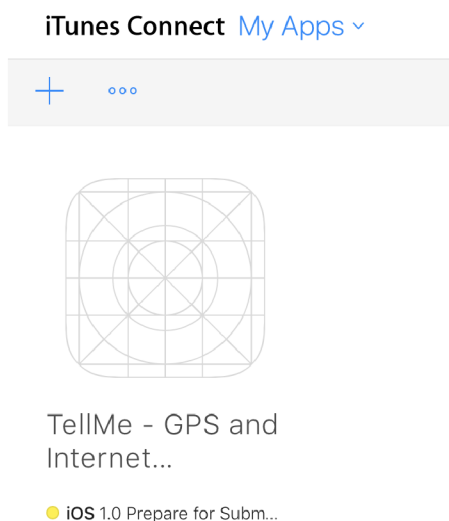 iTunes Connect My Apps
TellMe - GPS and
Internet...
iOS 1.0 Prepare for Subm...